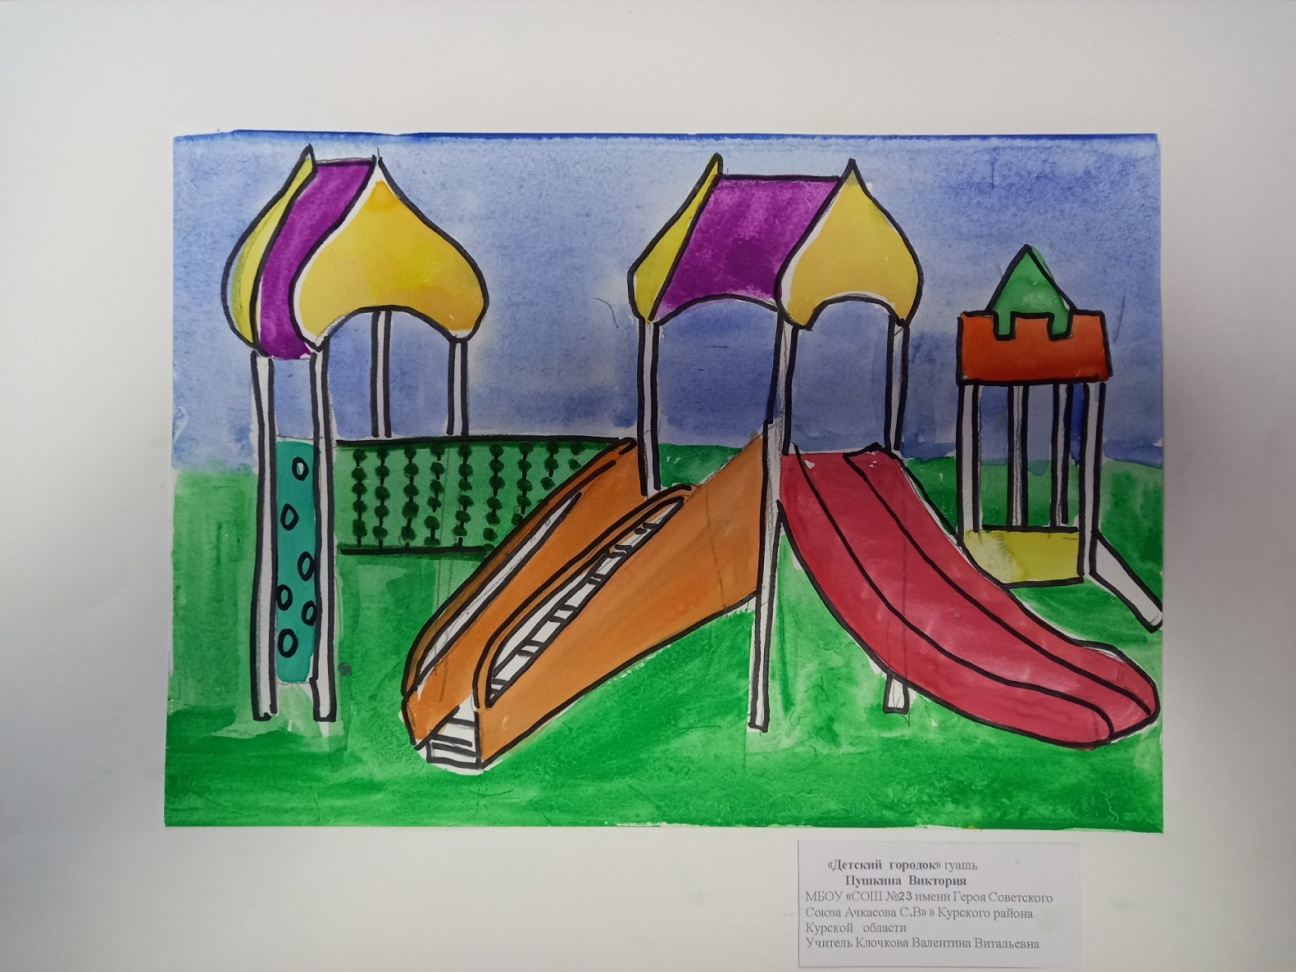 «Детский городок» гуашь
Пушкина Виктория
МБОУ «СОШ №23 имени Героя Советского
Союза Ачкасова С.В» » Курского района
Курской области
Учитель Клочкова Валентина Витальевна